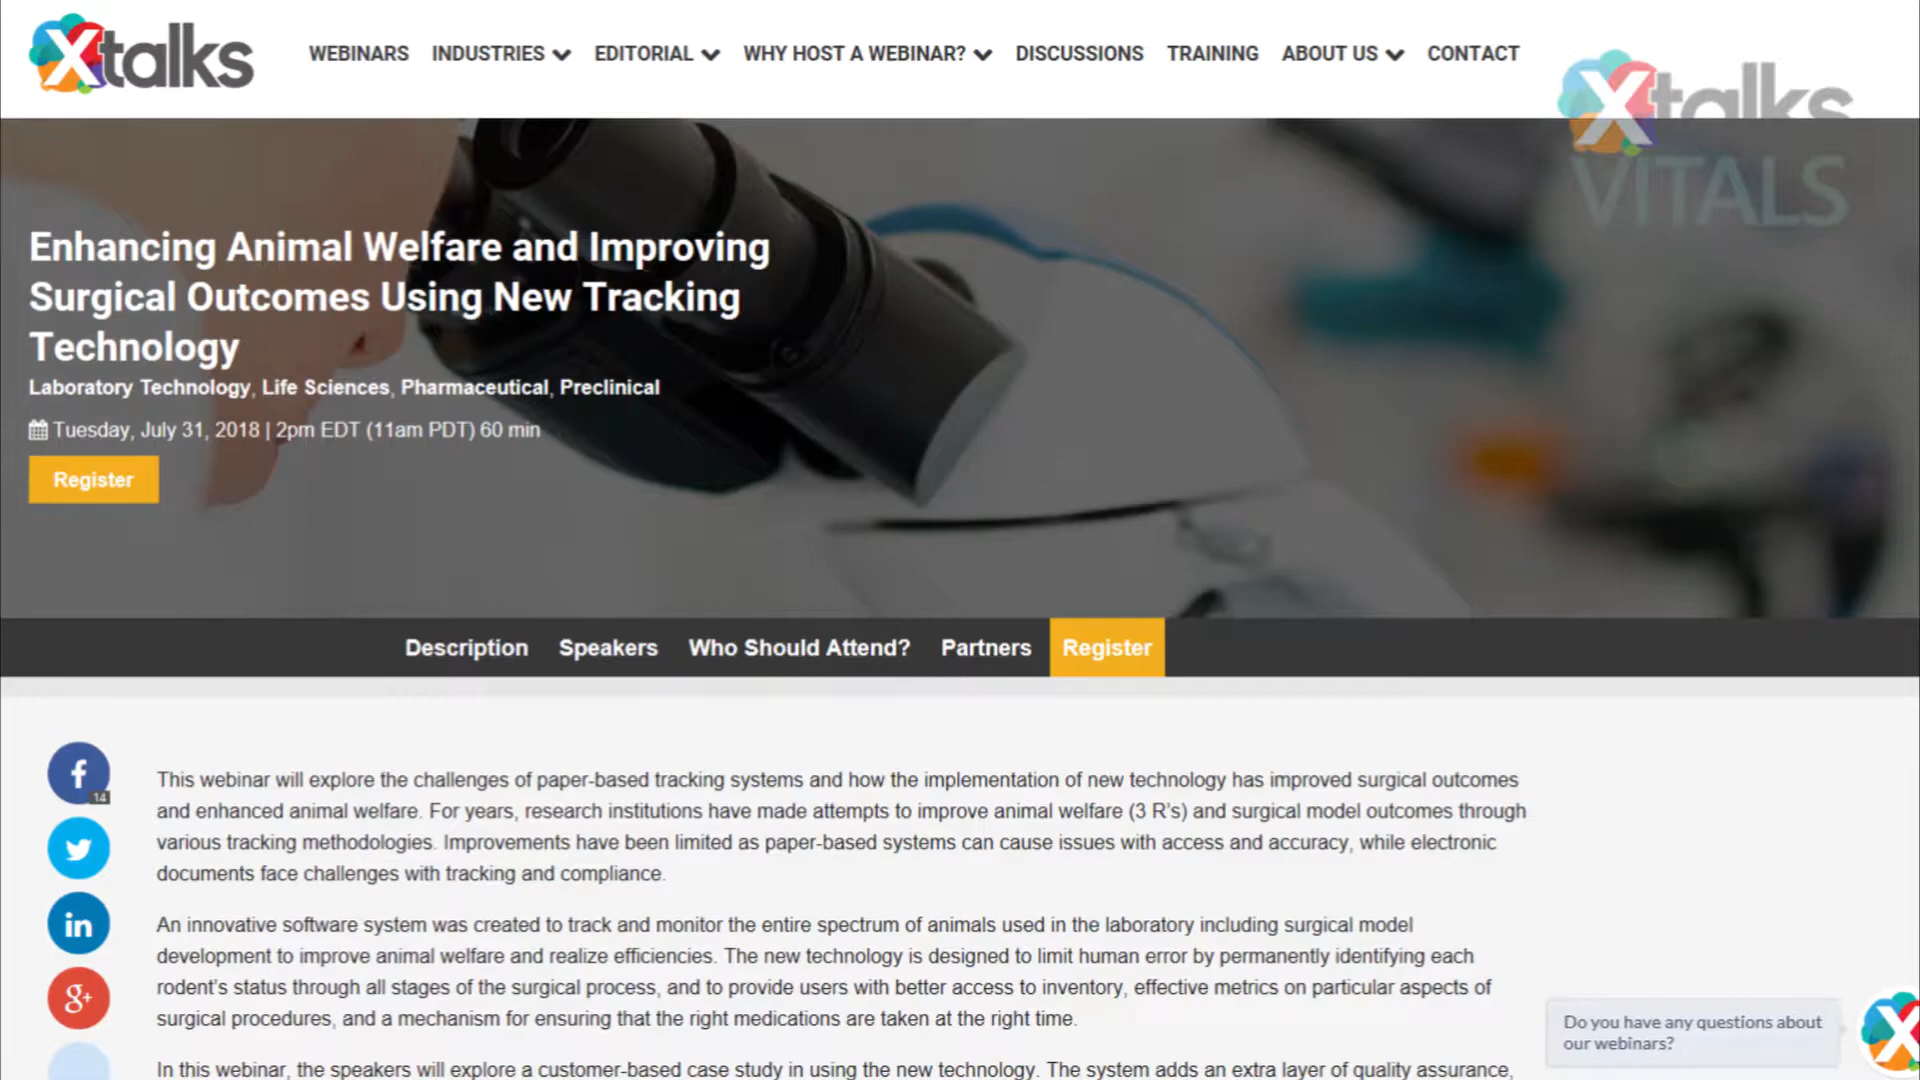 Xtalks
WEBINARS INDUSTRIES EDITORIAL WHY HOST A WEBINAR? DISCUSSIONS TRAINING ABOUT US CONTACT
Xtalks
VITALS
Enhancing Animal Welfare and Improving
Surgical Outcomes Using New Tracking
Technology
Laboratory Technology, Life Sciences, Pharmaceutical, Preclinical
Tuesday, July 31, 2018 | 2pm EDT (11am PDT) 60 min
Register
Description Speakers Who Should Attend? Partners Register
f
14
in
g+
This webinar will explore the challenges of paper-based tracking systems and how the implementation of new technology has improved surgical outcomes
and enhanced animal welfare. For years, research institutions have made attempts to improve animal welfare (3 R's) and surgical model outcomes through
various tracking methodologies. Improvements have been limited as paper-based systems can cause issues with access and accuracy, while electronic
documents face challenges with tracking and compliance.
An innovative software system was created to track and monitor the entire spectrum of animals used in the laboratory including surgical model
development to improve animal welfare and realize efficiencies. The new technology is designed to limit human error by permanently identifying each
rodent's status through all stages of the surgical process, and to provide users with better access to inventory, effective metrics on particular aspects of
surgical procedures, and a mechanism for ensuring that the right medications are taken at the right time.
In this webinar, the speakers will explore a customer-based case study in using the new technology. The system adds an extra layer of quality assurance,
Do you have any questions about
our webinars?
X